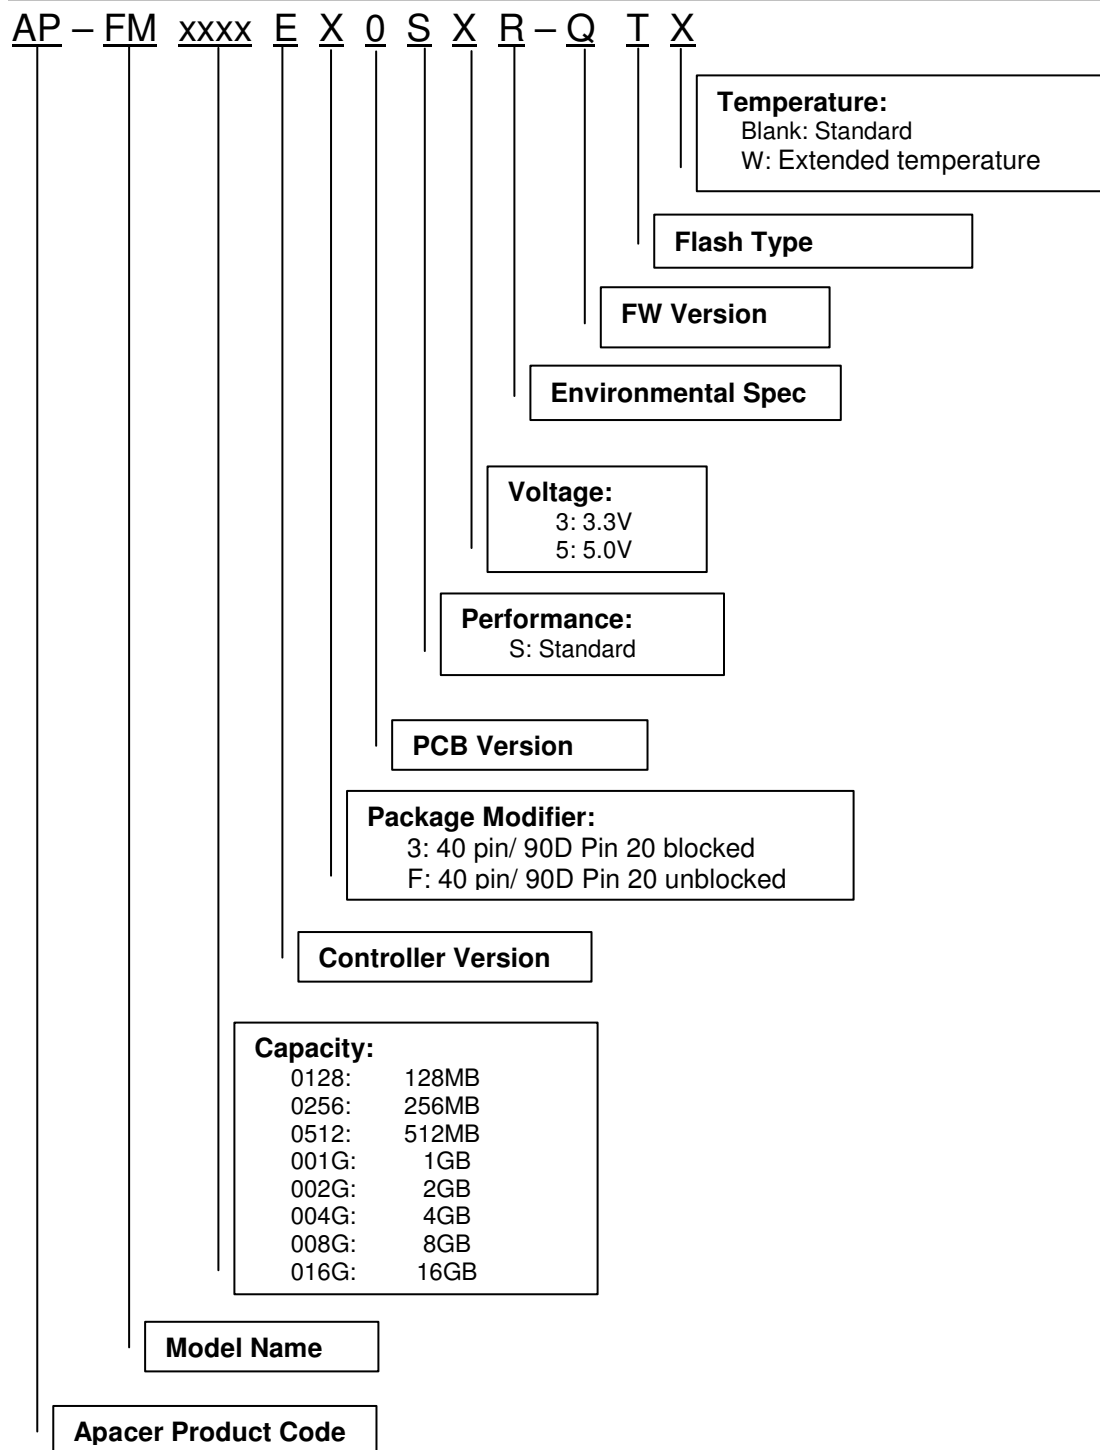 AP – FM xxxx E X 0 S X R – Q T X
Temperature:
Blank: Standard
W: Extended temperature
Flash Type
FW Version
Environmental Spec
Voltage:
3: 3.3V
5: 5.0V
Performance:
S: Standard
PCB Version
Package Modifier:
3: 40 pin/ 90D Pin 20 blocked
F: 40 pin/ 90D Pin 20 unblocked
Controller Version
Capacity:
0128: 128MB
0256: 256MB
0512: 512MB
001G: 1GB
002G: 2GB
004G: 4GB
008G: 8GB
016G: 16GB
Model Name
Apacer Product Code